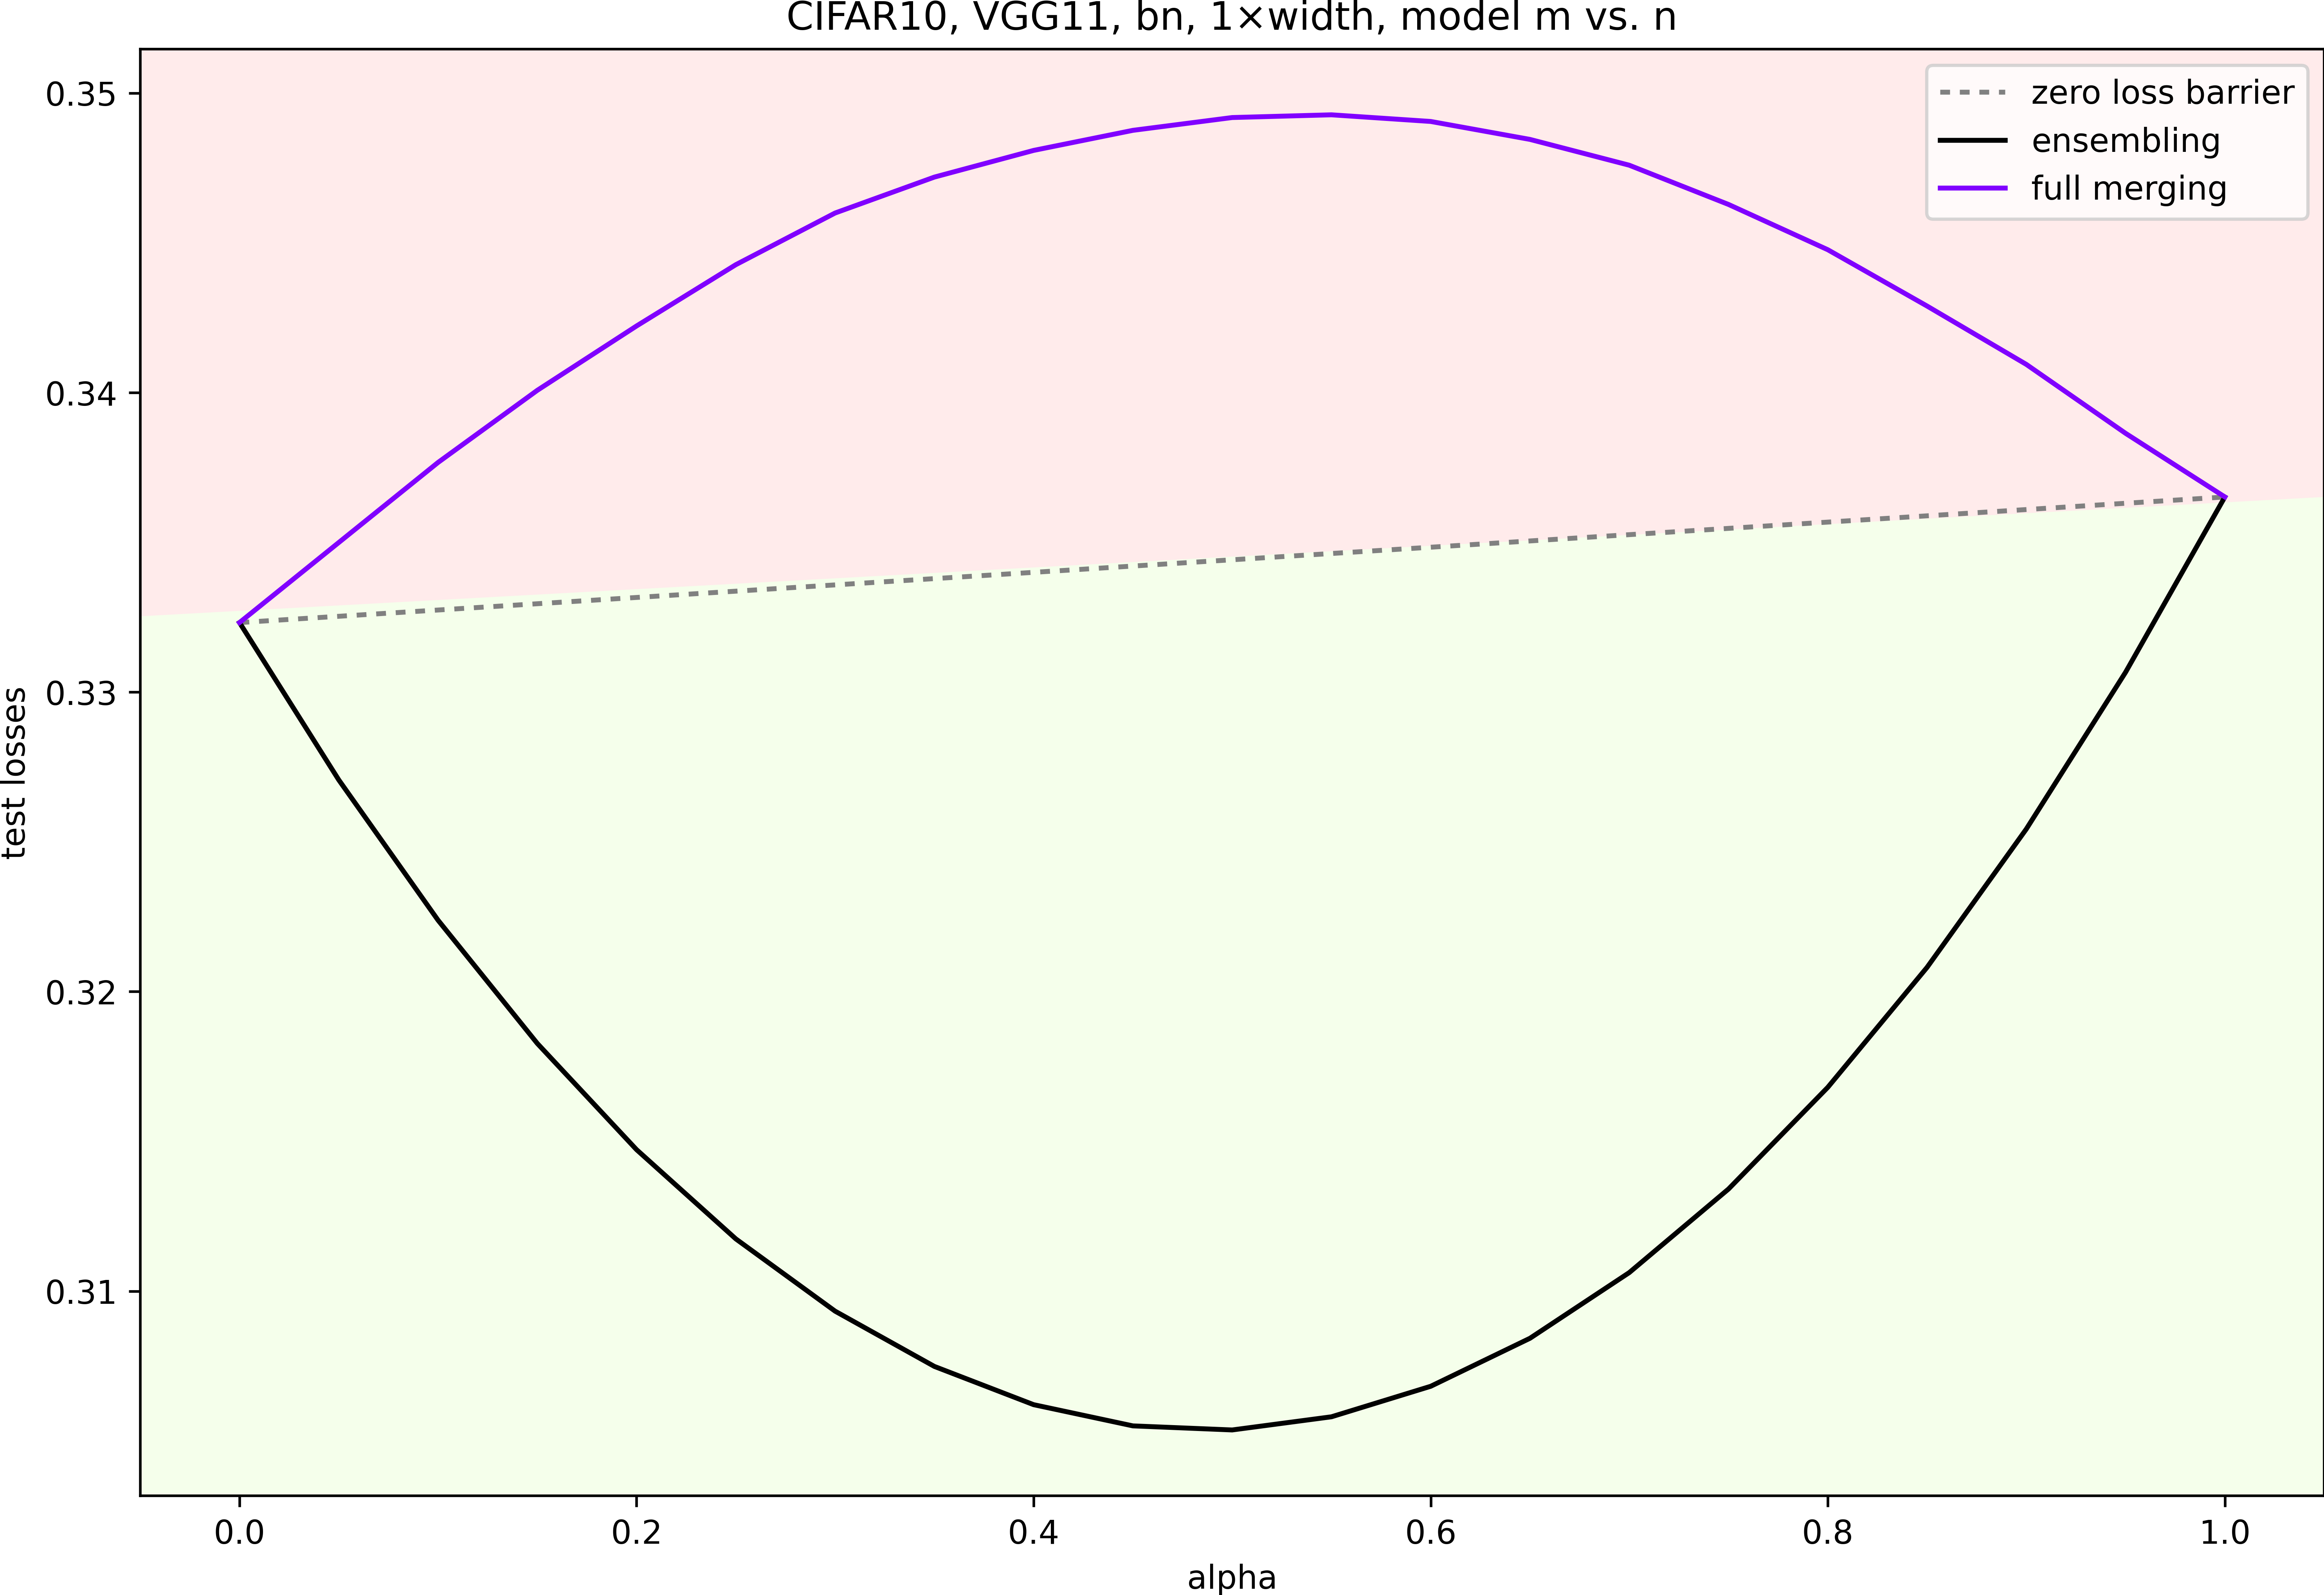 CIFAR10, VGG11, bn, 1×width, model m vs. n
zero loss barrier
ensembling
full merging
0.35
0.34
0.33
0.32
0.31
test losses
0.0
0.2
0.4
0.6
0.8
1.0
alpha